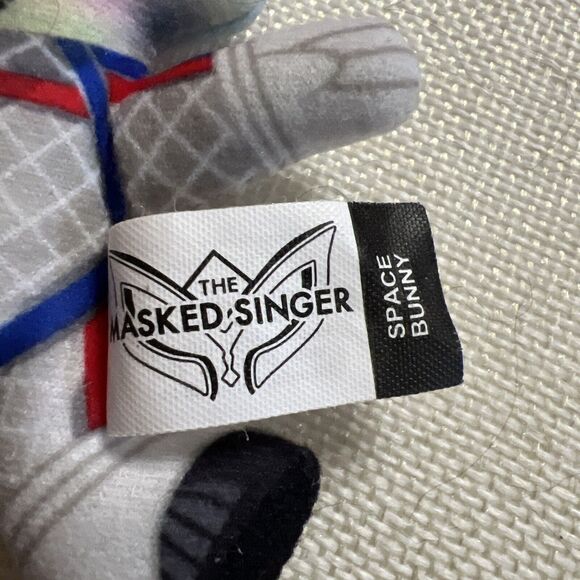 THE
MASKED SINGER
SPACE
BUNNY